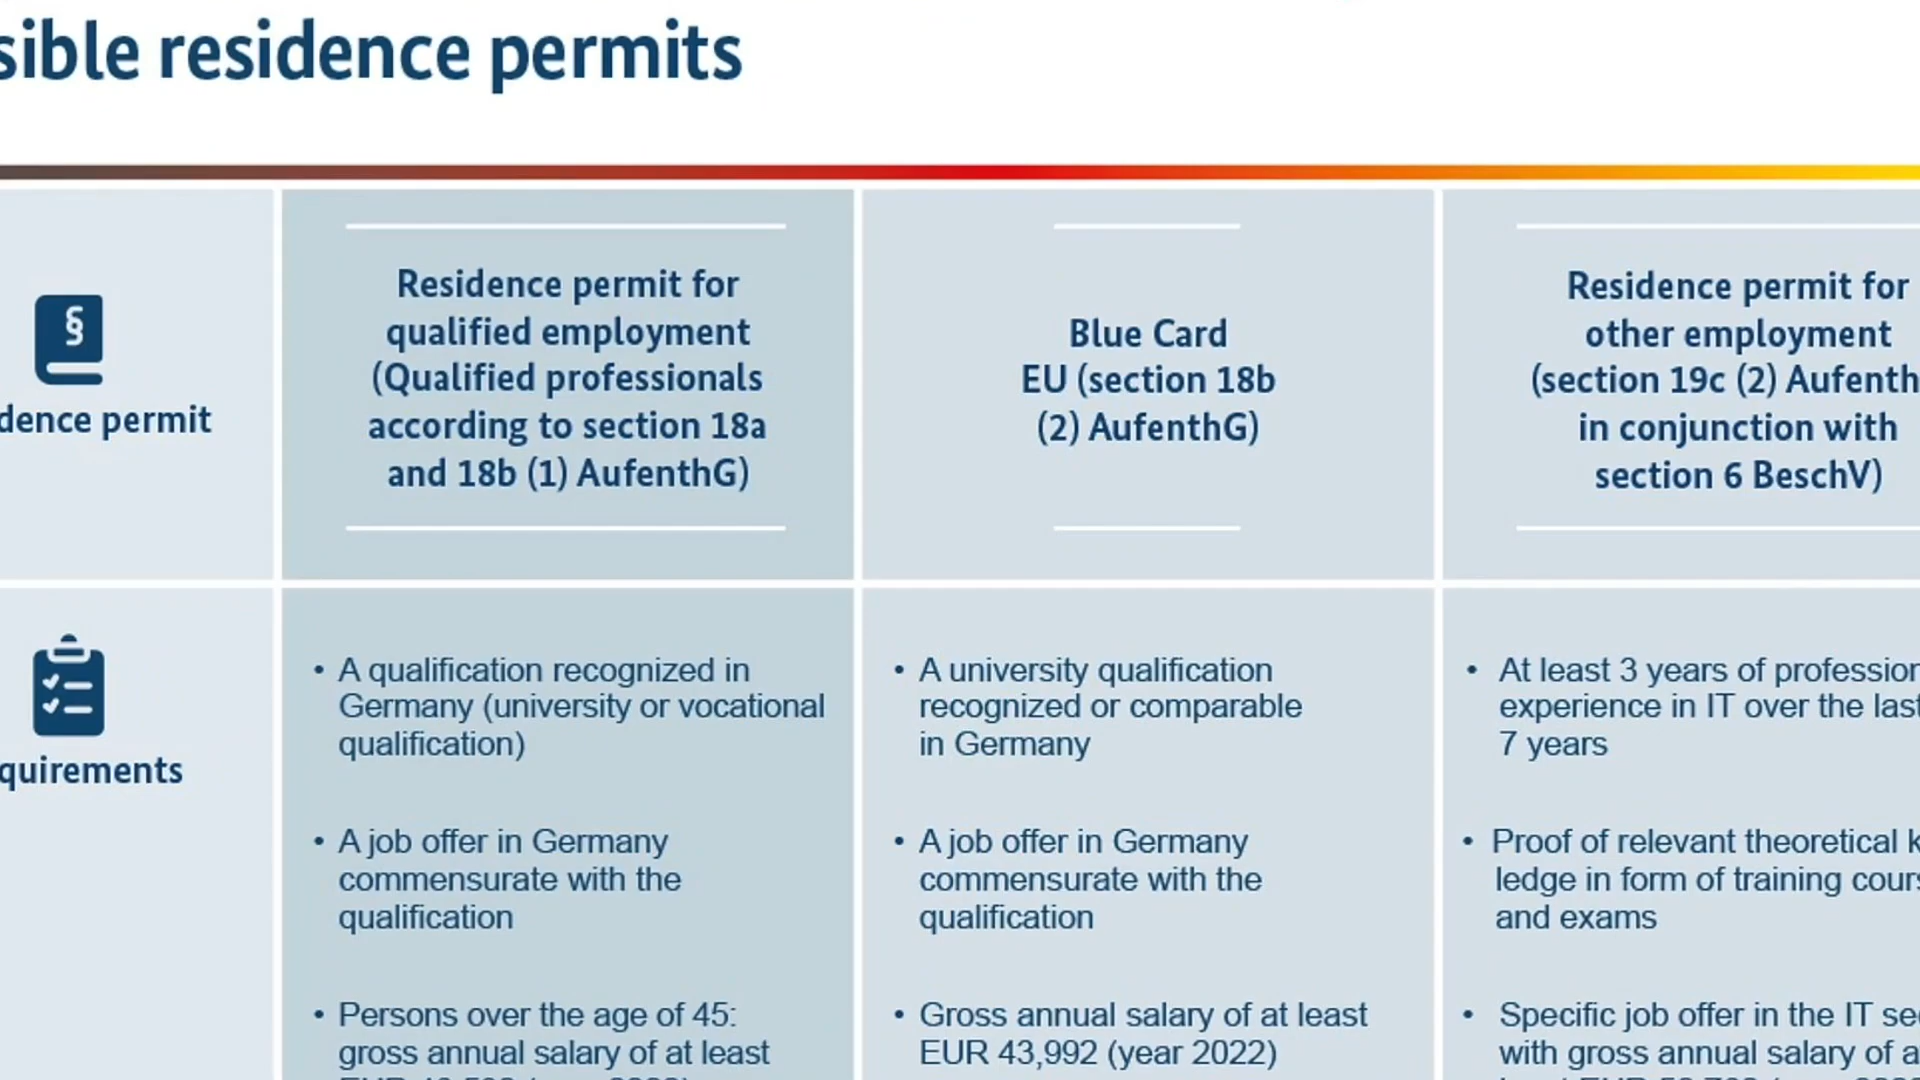 sible residence permits
§
dence permit
Residence permit for
qualified employment
(Qualified professionals
according to section 18a
and 18b (1) AufenthG)
Blue Card
EU (section 18b
(2) AufenthG)
Residence permit for
other employment
(section 19c (2) Aufenth
in conjunction with
section 6 BeschV)
quirements
• A qualification recognized in
Germany (university or vocational
qualification)
• A job offer in Germany
commensurate with the
qualification
• Persons over the age of 45:
gross annual salary of at least
• A university qualification
recognized or comparable
in Germany
• A job offer in Germany
commensurate with the
qualification
• Gross annual salary of at least
EUR 43,992 (year 2022)
• At least 3 years of profession
experience in IT over the last
7 years
• Proof of relevant theoretical k
ledge in form of training cours
and exams
• Specific job offer in the IT sec
with gross annual salary of a